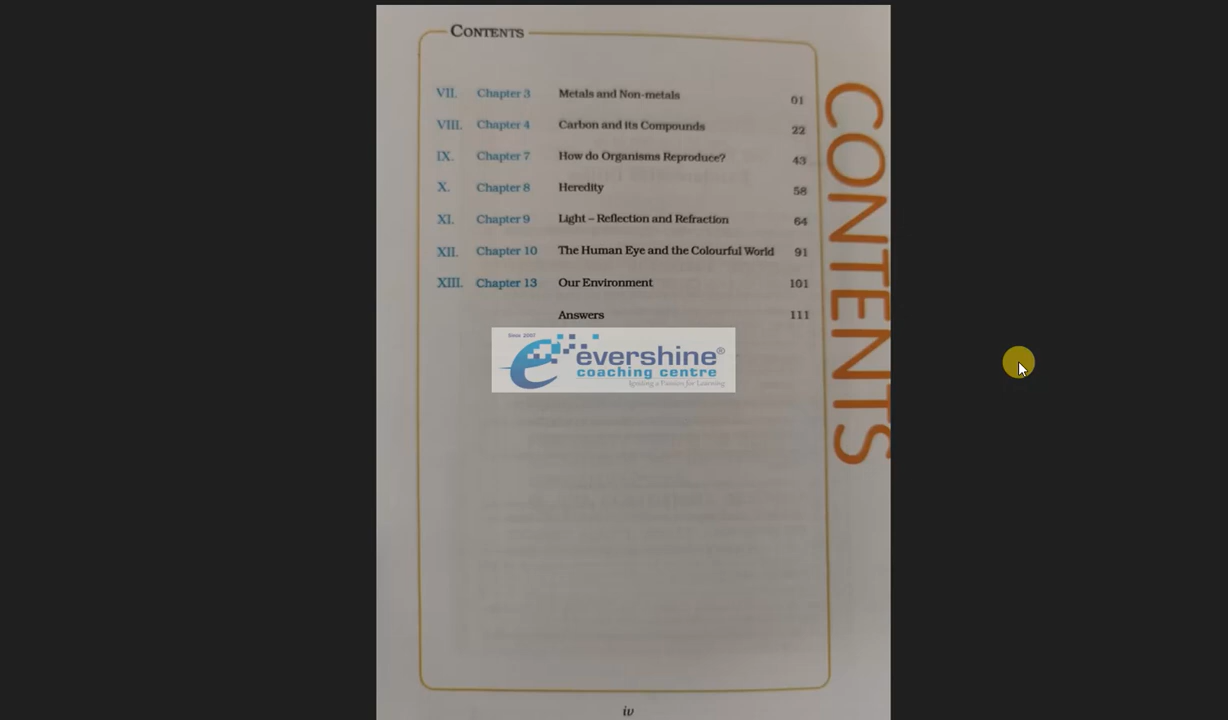 CONTENTS
VII. Chapter 3 Metals and Non-metals 01
VIII. Chapter 4 Carbon and its Compounds 22
IX. Chapter 7 How do Organisms Reproduce? 43
X. Chapter 8 Heredity 58
XI. Chapter 9 Light – Reflection and Refraction 64
XII. Chapter 10 The Human Eye and the Colourful World 91
XIII. Chapter 13 Our Environment 101
Answers 111
CONTENTS
Since 2002
evershine®
coaching centre
Igniting a Passion for Learning
iv